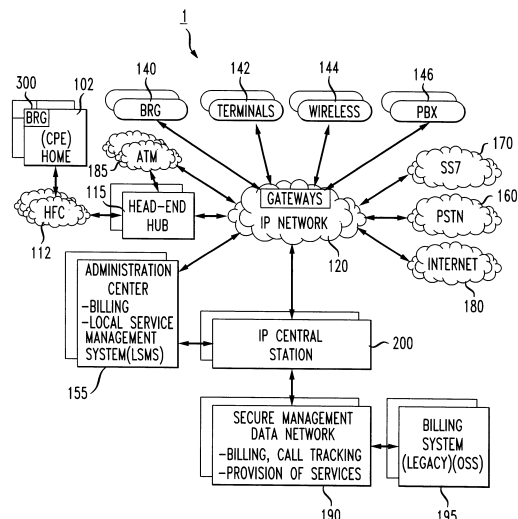 1
140
142
144
146
300
102
BRG
(CPE)
HOME
BRG
TERMINALS
WIRELESS
PBX
185
ATM
170
SS7
115
HEAD-END
HUB
HFC
112
GATEWAYS
IP NETWORK
120
PSTN
160
INTERNET
180
ADMINISTRATION
CENTER
-BILLING
-LOCAL SERVICE
MANAGEMENT
SYSTEM(LSMS)
155
IP CENTRAL
STATION
200
SECURE MANAGEMENT
DATA NETWORK
-BILLING, CALL TRACKING
-PROVISION OF SERVICES
190
BILLING
SYSTEM
(LEGACY)(OSS)
195